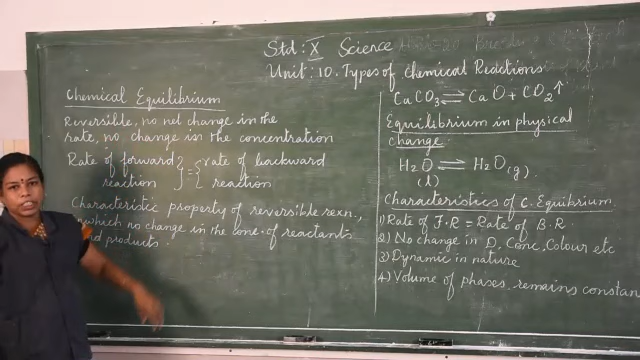 Std: X Science
Unit: 10. Types of Chemical Reactions
Chemical Equilibrium
Reversible, no net change in the
rate, no change in the concentration
Rate of forward reaction } = { rate of backward reaction
Characteristic property of reversible rexn.,
which no change in the conc. of reactants
products.
CaCO₃ ⇌ CaO + CO₂↑
Equilibrium in physical
change
H₂O ⇌ H₂O(g).
(l)
Characteristics of c. Equibrium
1) Rate of F.R = Rate of B.R.
2) No change in D, Conc, Colour etc
3) Dynamic in nature
4) Volume of phases remains constan